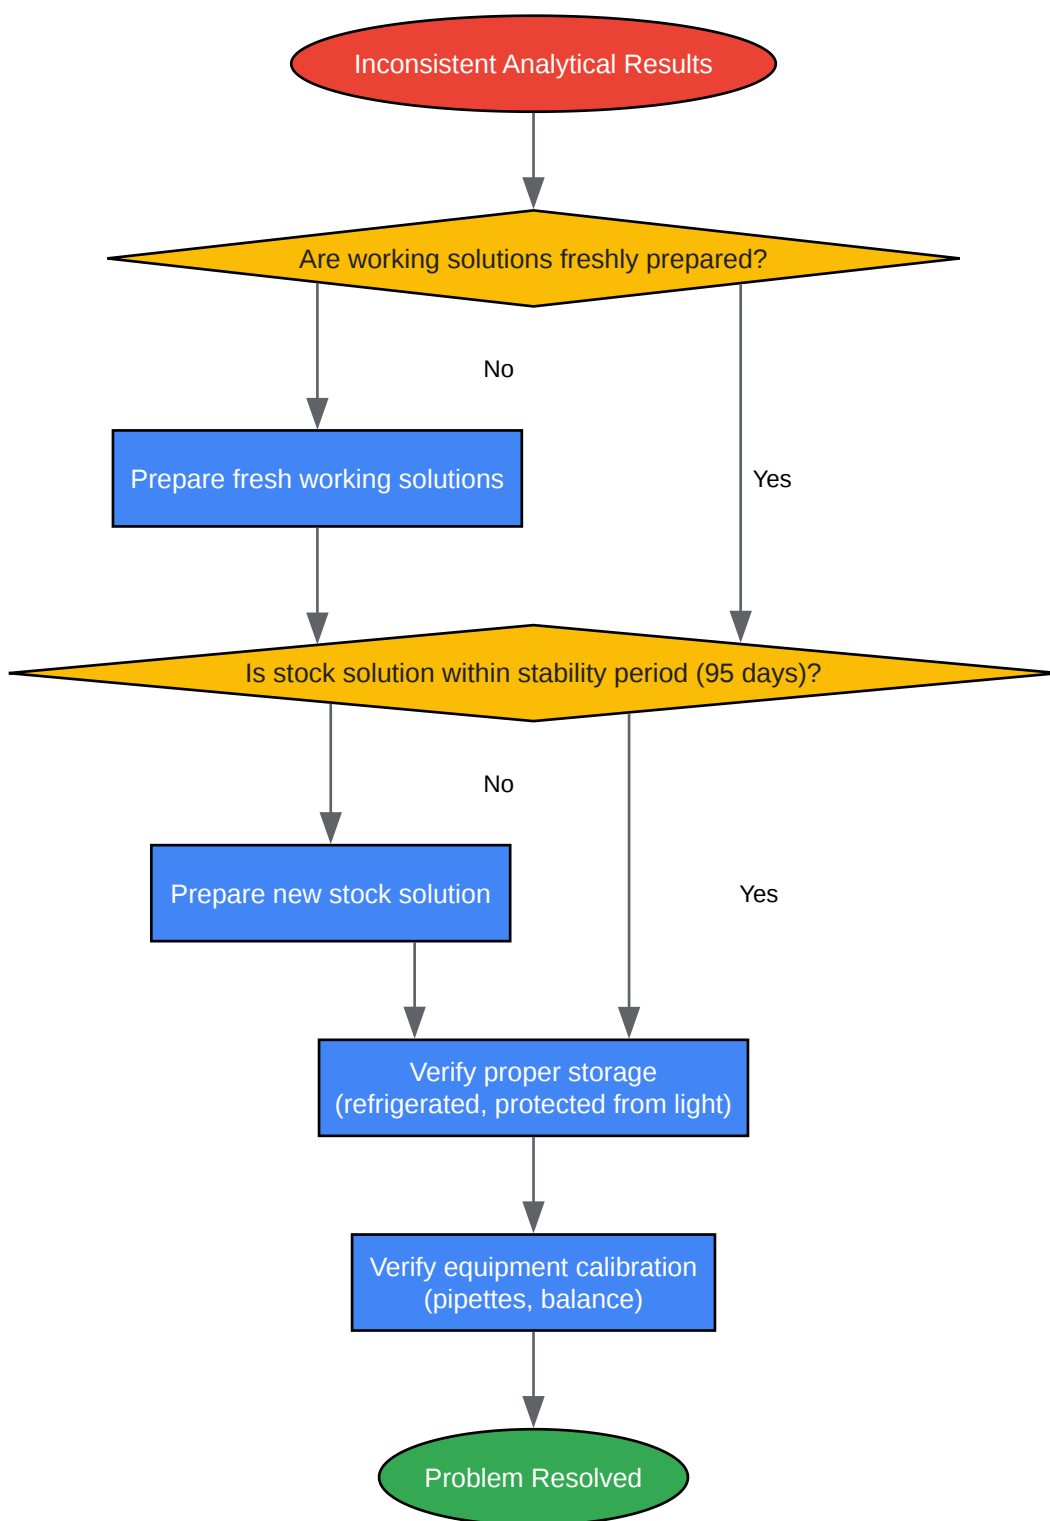 Inconsistent Analytical Results
Are working solutions freshly prepared?
No
Prepare fresh working solutions
Yes
Is stock solution within stability period (95 days)?
No
Prepare new stock solution
Yes
Verify proper storage
(refrigerated, protected from light)
Verify equipment calibration
(pipettes, balance)
Problem Resolved